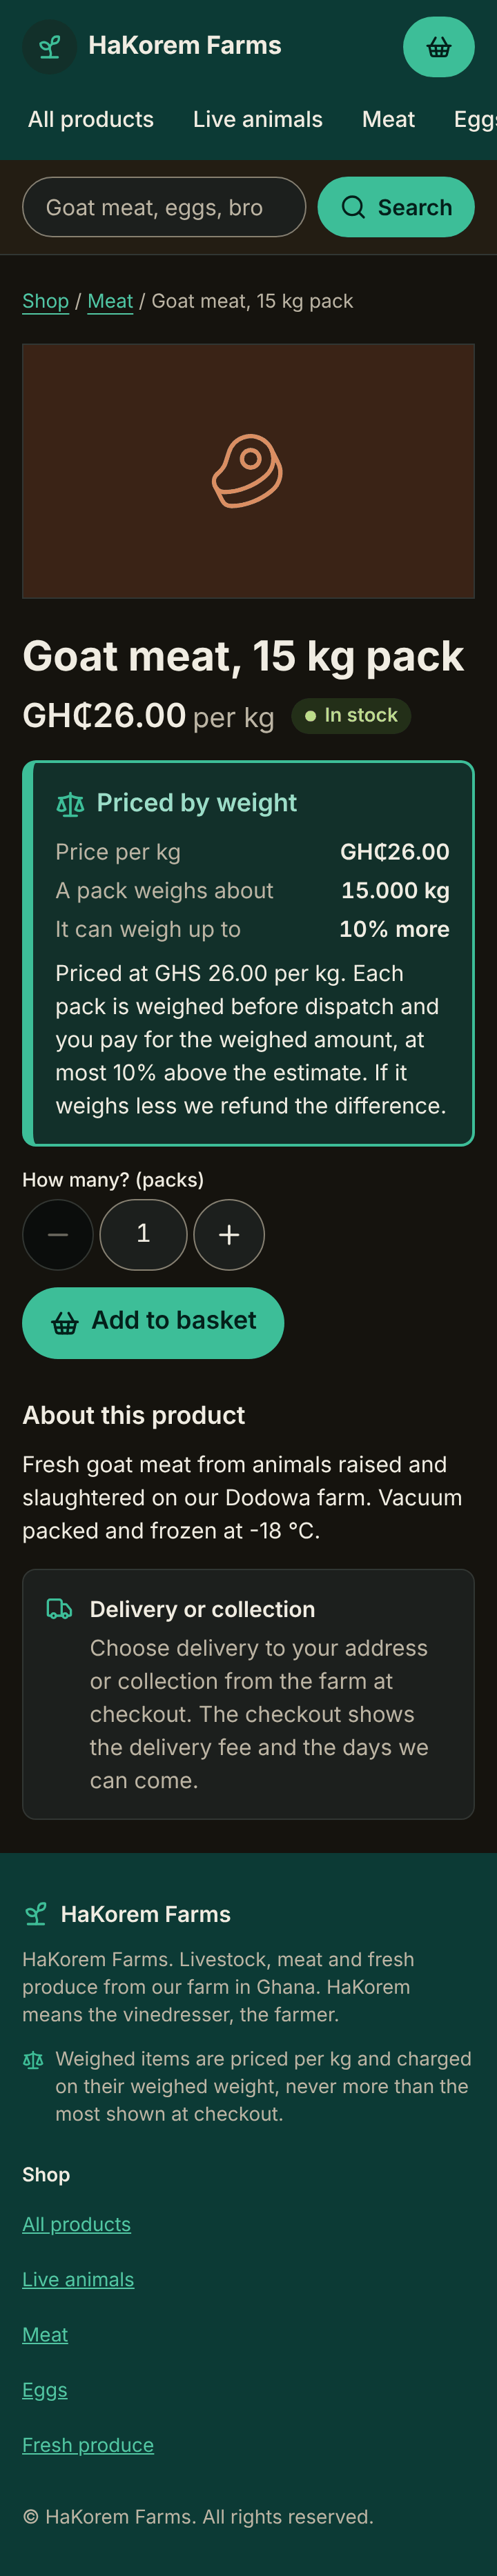 HaKorem Farms
All products Live animals Meat Eggs
Goat meat, eggs, bro
Search
Shop / Meat / Goat meat, 15 kg pack
Goat meat, 15 kg pack
GH₵26.00 per kg In stock
Priced by weight
Price per kg GH₵26.00
A pack weighs about 15.000 kg
It can weigh up to 10% more
Priced at GHS 26.00 per kg. Each
pack is weighed before dispatch and
you pay for the weighed amount, at
most 10% above the estimate. If it
weighs less we refund the difference.
How many? (packs)
1
Add to basket
About this product
Fresh goat meat from animals raised and
slaughtered on our Dodowa farm. Vacuum
packed and frozen at -18 °C.
Delivery or collection
Choose delivery to your address
or collection from the farm at
checkout. The checkout shows
the delivery fee and the days we
can come.
HaKorem Farms
HaKorem Farms. Livestock, meat and fresh
produce from our farm in Ghana. HaKorem
means the vinedresser, the farmer.
Weighed items are priced per kg and charged
on their weighed weight, never more than the
most shown at checkout.
Shop
All products
Live animals
Meat
Eggs
Fresh produce
© HaKorem Farms. All rights reserved.